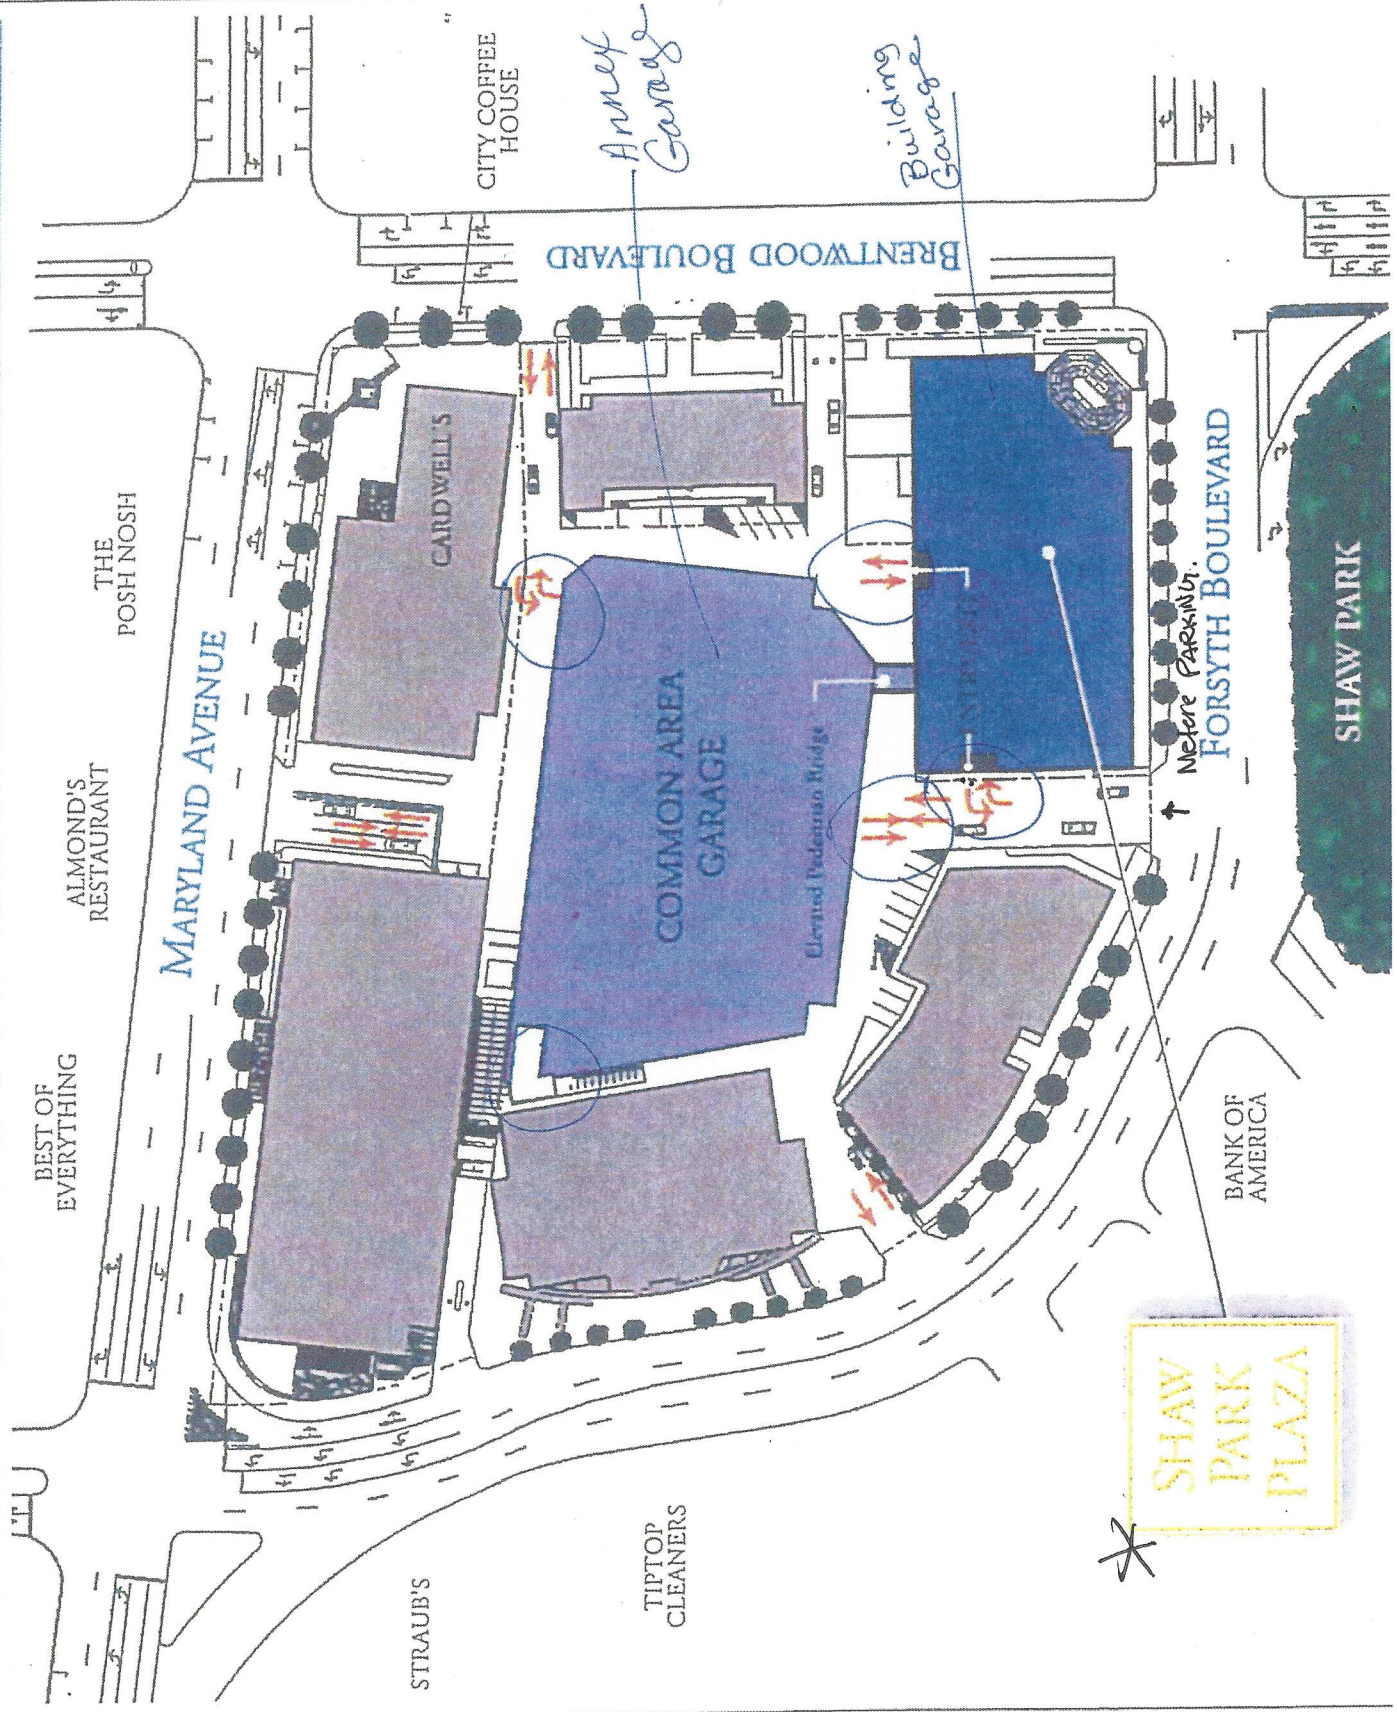 CITY COFFEE
HOUSE
Annex
Garage
Building
Garage
BRENTWOOD BOULEVARD
THE
POSH NOSH
CARDWELL'S
MARYLAND AVENUE
ALMOND'S
RESTAURANT
COMMON AREA
GARAGE
Elevated Pedestrian Bridge
FORSYTH BOULEVARD
SHAW PARK
BEST OF
EVERYTHING
BANK OF
AMERICA
SHAW
PARK
PLAZA
STRAUB'S
TIPTOP
CLEANERS
PARKING.